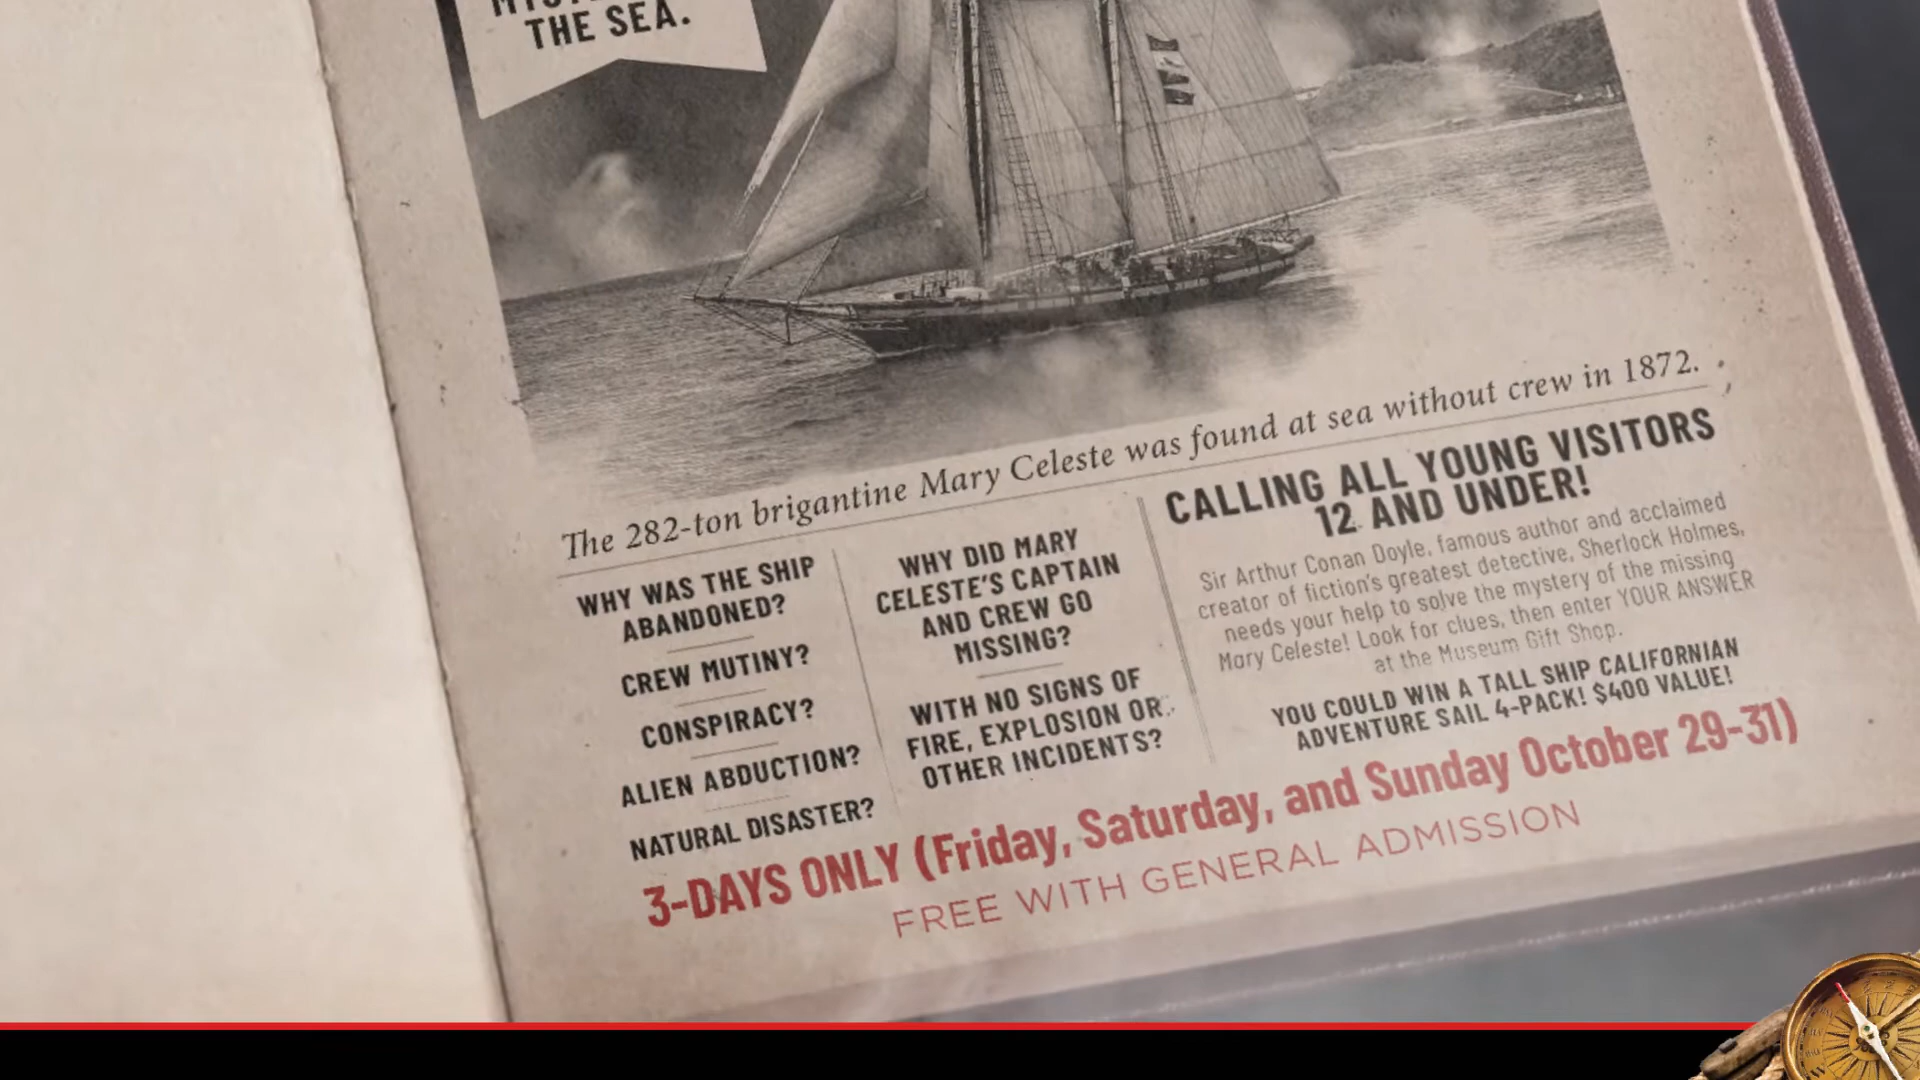 THE SEA.
The 282-ton brigantine Mary Celeste was found at sea without crew in 1872.
WHY WAS THE SHIP
ABANDONED?
CREW MUTINY?
CONSPIRACY?
ALIEN ABDUCTION?
NATURAL DISASTER?
WHY DID MARY
CELESTE'S CAPTAIN
AND CREW GO
MISSING?
WITH NO SIGNS OF
FIRE, EXPLOSION OR
OTHER INCIDENTS?
CALLING ALL YOUNG VISITORS
12 AND UNDER!
Sir Arthur Conan Doyle, famous author and acclaimed
creator of fiction's greatest detective, Sherlock Holmes,
needs your help to solve the mystery of the missing
Mary Celeste! Look for clues, then enter YOUR ANSWER
at the Museum Gift Shop.
YOU COULD WIN A TALL SHIP CALIFORNIAN
ADVENTURE SAIL 4-PACK! $400 VALUE!
3-DAYS ONLY (Friday, Saturday, and Sunday October 29-31)
FREE WITH GENERAL ADMISSION